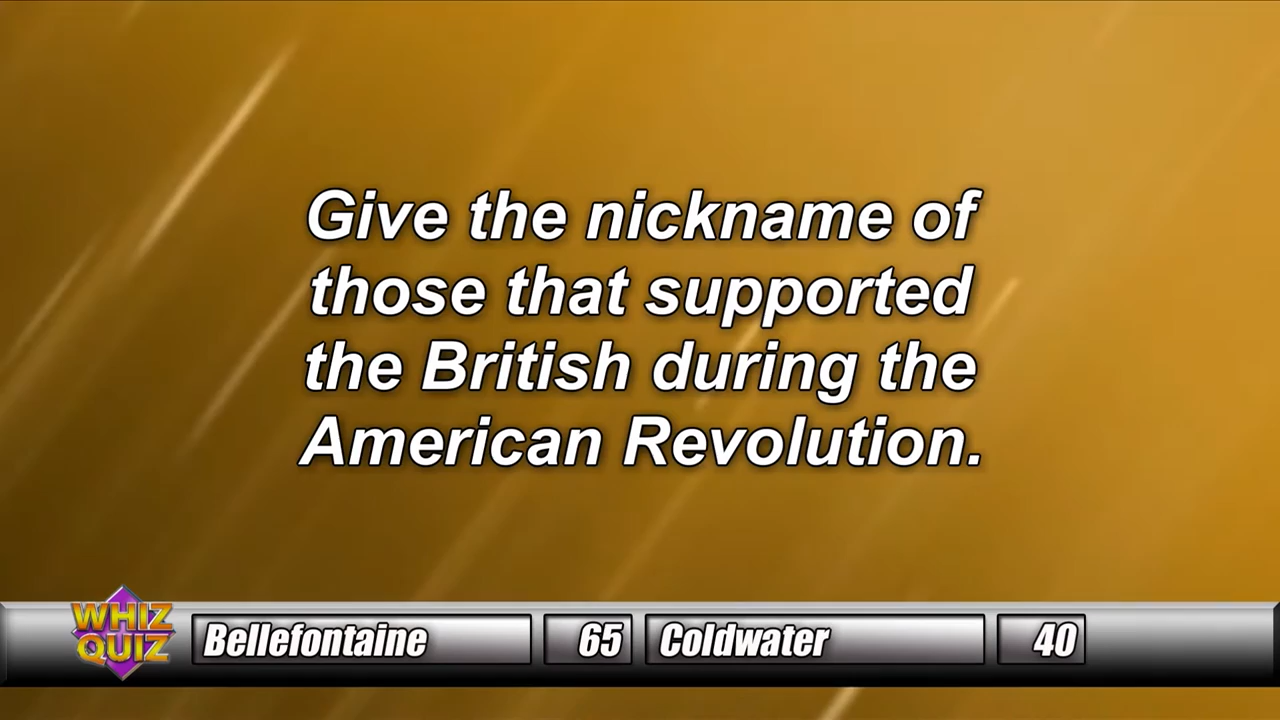 Give the nickname of
those that supported
the British during the
American Revolution.
WHIZ
QUIZ
Bellefontaine 65 Coldwater 40